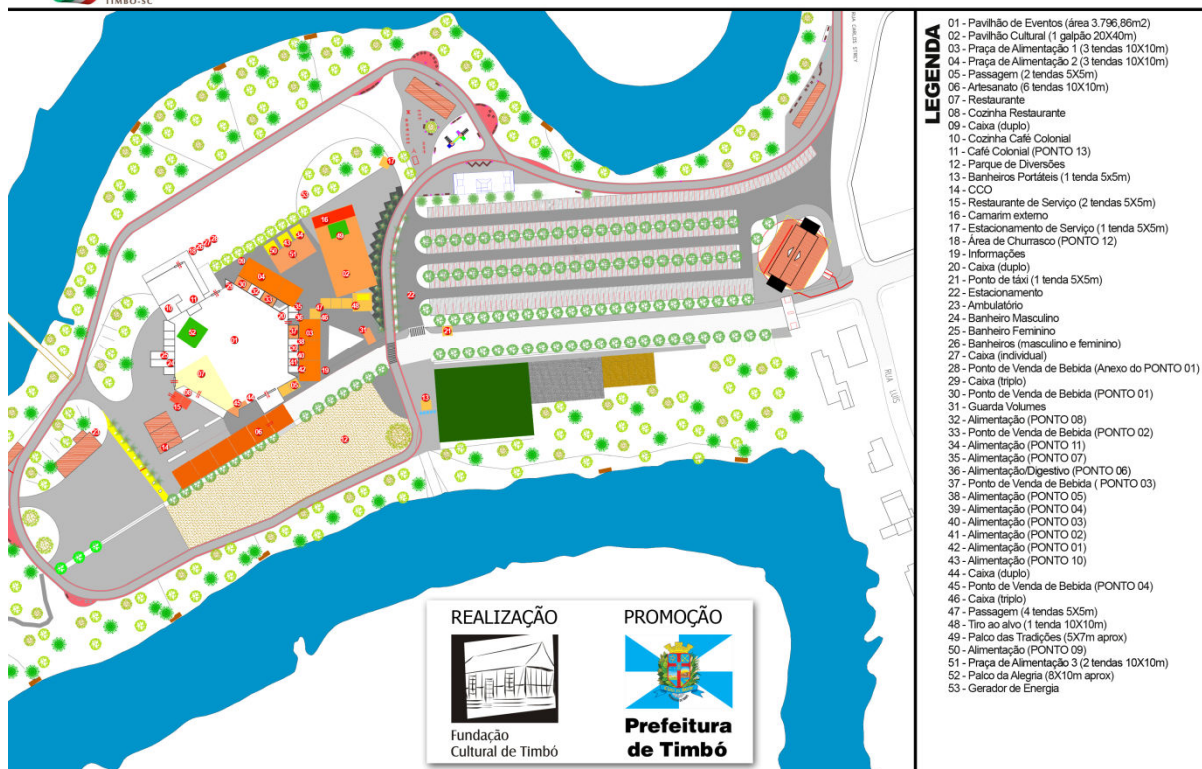 TIMBÓ-SC
LEGENDA
01 - Pavilhão de Eventos (área 3.796,86m2)
02 - Pavilhão Cultural (1 galpão 20X40m)
03 - Praça de Alimentação 1 (3 tendas 10X10m)
04 - Praça de Alimentação 2 (3 tendas 10X10m)
05 - Passagem (2 tendas 5X5m)
06 - Artesanato (6 tendas 10X10m)
07 - Restaurante
08 - Cozinha Restaurante
09 - Caixa (duplo)
10 - Cozinha Café Colonial
11 - Café Colonial (PONTO 13)
12 - Parque de Diversões
13 - Banheiros Portáteis (1 tenda 5x5m)
14 - CCO
15 - Restaurante de Serviço (2 tendas 5X5m)
16 - Camarim externo
17 - Estacionamento de Serviço (1 tenda 5X5m)
18 - Área de Churrasco (PONTO 12)
19 - Informações
20 - Caixa (duplo)
21 - Ponto de táxi (1 tenda 5X5m)
22 - Estacionamento
23 - Ambulatório
24 - Banheiro Masculino
25 - Banheiro Feminino
26 - Banheiros (masculino e feminino)
27 - Caixa (individual)
28 - Ponto de Venda de Bebida (Anexo do PONTO 01)
29 - Caixa (triplo)
30 - Ponto de Venda de Bebida (PONTO 01)
31 - Guarda Volumes
32 - Alimentação (PONTO 08)
33 - Ponto de Venda de Bebida (PONTO 02)
34 - Alimentação (PONTO 11)
35 - Alimentação (PONTO 07)
36 - Alimentação/Digestivo (PONTO 06)
37 - Ponto de Venda de Bebida ( PONTO 03)
38 - Alimentação (PONTO 05)
39 - Alimentação (PONTO 04)
40 - Alimentação (PONTO 03)
41 - Alimentação (PONTO 02)
42 - Alimentação (PONTO 01)
43 - Alimentação (PONTO 10)
44 - Caixa (duplo)
45 - Ponto de Venda de Bebida (PONTO 04)
46 - Caixa (triplo)
47 - Passagem (4 tendas 5X5m)
48 - Tiro ao alvo (1 tenda 10X10m)
49 - Palco das Tradições (5X7m aprox)
50 - Alimentação (PONTO 09)
51 - Praça de Alimentação 3 (2 tendas 10X10m)
52 - Palco da Alegria (8X10m aprox)
53 - Gerador de Energia
RUA LUIS
REALIZAÇÃO
Fundação
Cultural de Timbó
PROMOÇÃO
Prefeitura
de Timbó